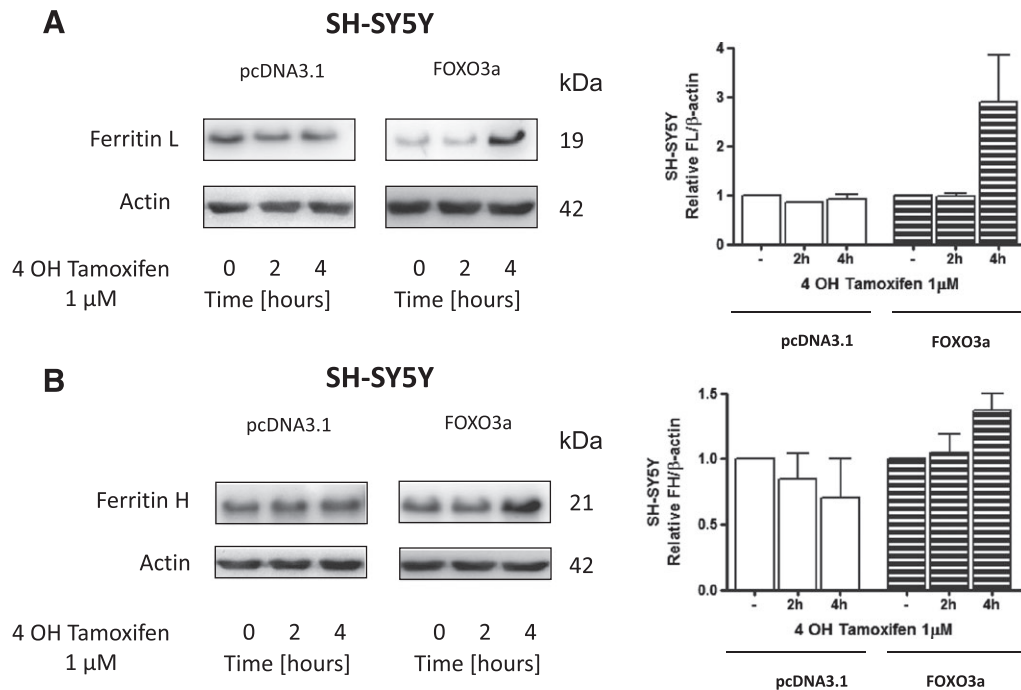 A
SH-SY5Y
pcDNA3.1
FOXO3a
kDa
Ferritin L
19
Actin
42
4 OH Tamoxifen
1 µM
0 2 4
0 2 4
Time [hours]
Time [hours]
SH-SY5Y
Relative FL/β-actin
4
3
2
1
0
- 2h 4h - 2h 4h
4 OH Tamoxifen 1µM
pcDNA3.1
FOXO3a
B
SH-SY5Y
pcDNA3.1
FOXO3a
kDa
Ferritin H
21
Actin
42
4 OH Tamoxifen
1 µM
0 2 4
0 2 4
Time [hours]
Time [hours]
SH-SY5Y
Relative FH/β-actin
1.5
1.0
0.5
0.0
- 2h 4h - 2h 4h
4 OH Tamoxifen 1µM
pcDNA3.1
FOXO3a